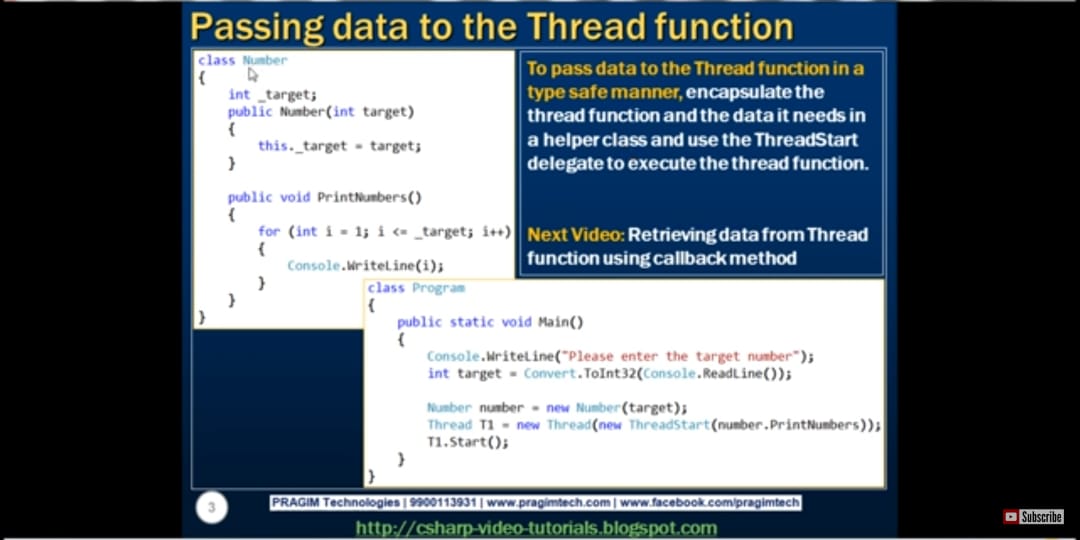 Passing data to the Thread function
class Number
{
int _target;
public Number(int target)
{
this._target = target;
}
public void PrintNumbers()
{
for (int i = 1; i <= _target; i++)
{
Console.WriteLine(i);
}
}
}
To pass data to the Thread function in a
type safe manner, encapsulate the
thread function and the data it needs in
a helper class and use the ThreadStart
delegate to execute the thread function.
Next Video: Retrieving data from Thread
function using callback method
class Program
{
public static void Main()
{
Console.WriteLine("Please enter the target number");
int target = Convert.ToInt32(Console.ReadLine());
Number number = new Number(target);
Thread T1 = new Thread(new ThreadStart(number.PrintNumbers));
T1.Start();
}
}
3
PRAGIM Technologies | 9900113931 | www.pragimtech.com | www.facebook.com/pragimtech
http://csharp-video-tutorials.blogspot.com
Subscribe